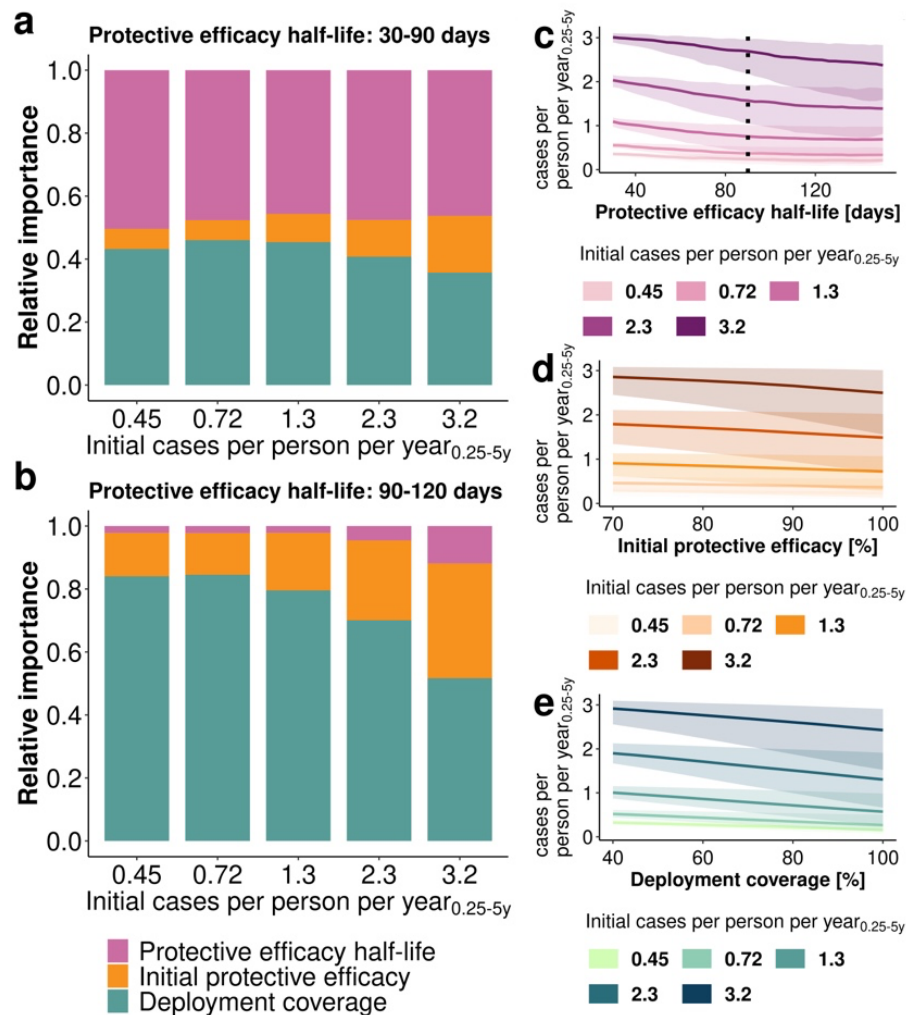 a
Protective efficacy half-life: 30-90 days
Relative importance
1.0
0.8
0.6
0.4
0.2
0.0
0.45 0.72 1.3 2.3 3.2
Initial cases per person per year0.25-5y
b
Protective efficacy half-life: 90-120 days
Relative importance
1.0
0.8
0.6
0.4
0.2
0.0
0.45 0.72 1.3 2.3 3.2
Initial cases per person per year0.25-5y
Protective efficacy half-life
Initial protective efficacy
Deployment coverage
c
cases per
person per year0.25-5y
3
2
1
0
40 80 120
Protective efficacy half-life [days]
Initial cases per person per year0.25-5y
0.45 0.72 1.3
2.3 3.2
d
cases per
person per year0.25-5y
3
2
1
0
70 80 90 100
Initial protective efficacy [%]
Initial cases per person per year0.25-5y
0.45 0.72 1.3
2.3 3.2
e
cases per
person per year0.25-5y
3
2
1
0
40 60 80 100
Deployment coverage [%]
Initial cases per person per year0.25-5y
0.45 0.72 1.3
2.3 3.2